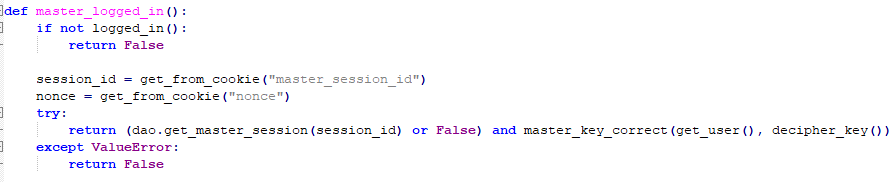 def master_logged_in():
    if not logged_in():
        return False

    session_id = get_from_cookie("master_session_id")
    nonce = get_from_cookie("nonce")
    try:
        return (dao.get_master_session(session_id) or False) and master_key_correct(get_user(), decipher_key())
    except ValueError:
        return False